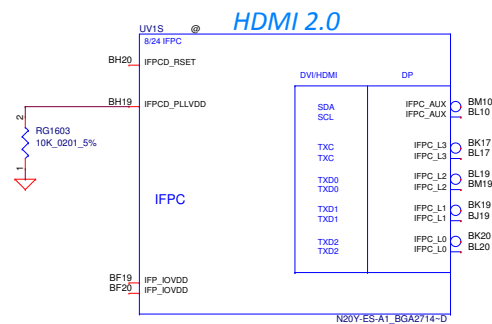 HDMI 2.0
UV1S @
8/24 IFPC
BH20 IFPCD_RSET
DVI/HDMI DP
BH19 IFPCD_PLLVDD
SDA IFPC_AUX BM10
SCL IFPC_AUX BL10
2
RG1603
10K_0201_5%
1
TXC IFPC_L3 BK17
TXC IFPC_L3 BL17
TXD0 IFPC_L2 BL19
TXD0 IFPC_L2 BM19
IFPC
TXD1 IFPC_L1 BK19
TXD1 IFPC_L1 BJ19
TXD2 IFPC_L0 BK20
TXD2 IFPC_L0 BL20
BF19 IFP_IOVDD
BF20 IFP_IOVDD
N20Y-ES-A1_BGA2714~D